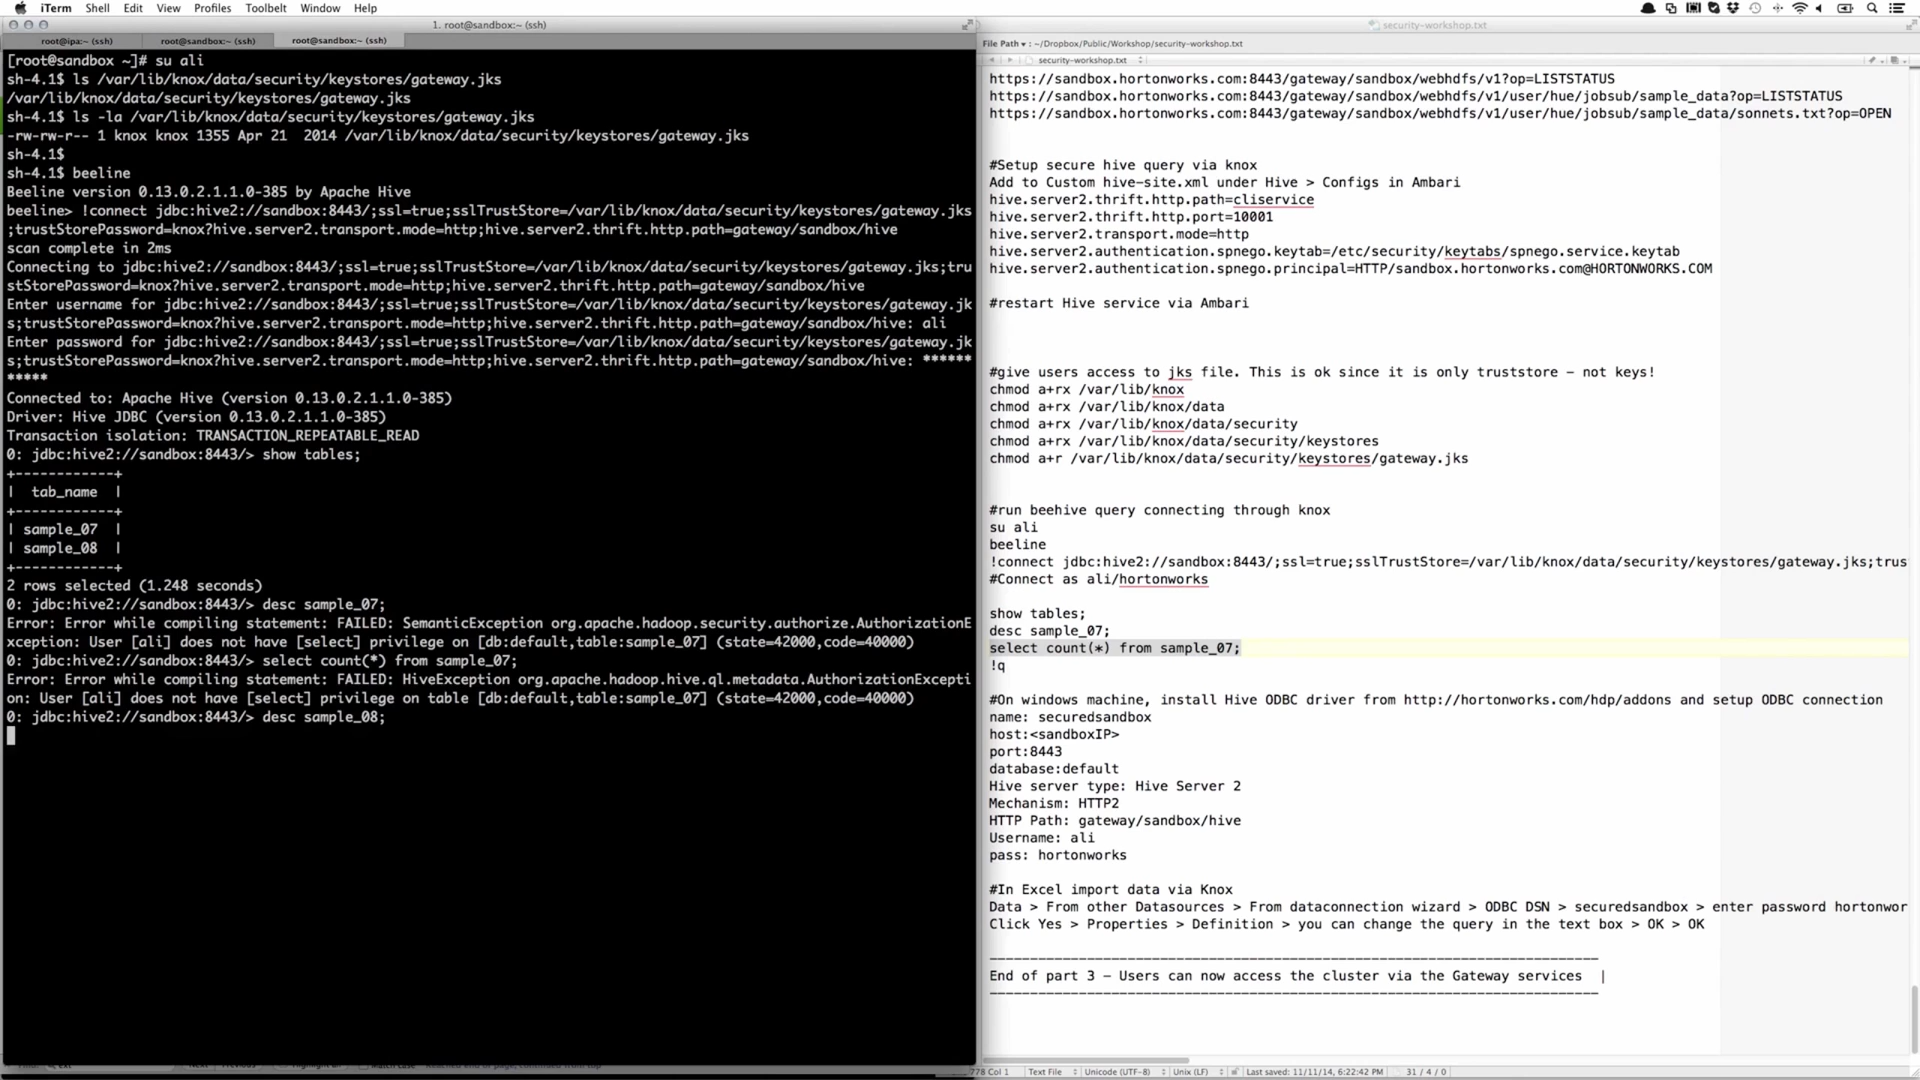 iTerm Shell Edit View Profiles Toolbelt Window Help
1. root@sandbox:~ (ssh)
root@ipa:~ (ssh) root@sandbox:~ (ssh) root@sandbox:~ (ssh)
[root@sandbox ~]# su ali
sh-4.1$ ls /var/lib/knox/data/security/keystores/gateway.jks
/var/lib/knox/data/security/keystores/gateway.jks
sh-4.1$ ls -la /var/lib/knox/data/security/keystores/gateway.jks
-rw-rw-r-- 1 knox knox 1355 Apr 21  2014 /var/lib/knox/data/security/keystores/gateway.jks
sh-4.1$
sh-4.1$ beeline
Beeline version 0.13.0.2.1.1.0-385 by Apache Hive
beeline> !connect jdbc:hive2://sandbox:8443/;ssl=true;sslTrustStore=/var/lib/knox/data/security/keystores/gateway.jks
;trustStorePassword=knox?hive.server2.transport.mode=http;hive.server2.thrift.http.path=gateway/sandbox/hive
scan complete in 2ms
Connecting to jdbc:hive2://sandbox:8443/;ssl=true;sslTrustStore=/var/lib/knox/data/security/keystores/gateway.jks;tru
stStorePassword=knox?hive.server2.transport.mode=http;hive.server2.thrift.http.path=gateway/sandbox/hive
Enter username for jdbc:hive2://sandbox:8443/;ssl=true;sslTrustStore=/var/lib/knox/data/security/keystores/gateway.jk
s;trustStorePassword=knox?hive.server2.transport.mode=http;hive.server2.thrift.http.path=gateway/sandbox/hive: ali
Enter password for jdbc:hive2://sandbox:8443/;ssl=true;sslTrustStore=/var/lib/knox/data/security/keystores/gateway.jk
s;trustStorePassword=knox?hive.server2.transport.mode=http;hive.server2.thrift.http.path=gateway/sandbox/hive: ******
*****
Connected to: Apache Hive (version 0.13.0.2.1.1.0-385)
Driver: Hive JDBC (version 0.13.0.2.1.1.0-385)
Transaction isolation: TRANSACTION_REPEATABLE_READ
0: jdbc:hive2://sandbox:8443/> show tables;
+------------+
|  tab_name  |
+------------+
| sample_07  |
| sample_08  |
+------------+
2 rows selected (1.248 seconds)
0: jdbc:hive2://sandbox:8443/> desc sample_07;
Error: Error while compiling statement: FAILED: SemanticException org.apache.hadoop.security.authorize.AuthorizationE
xception: User [ali] does not have [select] privilege on [db:default,table:sample_07] (state=42000,code=40000)
0: jdbc:hive2://sandbox:8443/> select count(*) from sample_07;
Error: Error while compiling statement: FAILED: HiveException org.apache.hadoop.hive.ql.metadata.AuthorizationExcepti
on: User [ali] does not have [select] privilege on table [db:default,table:sample_07] (state=42000,code=40000)
0: jdbc:hive2://sandbox:8443/> desc sample_08;
security-workshop.txt
File Path ▾ : ~/Dropbox/Public/Workshop/security-workshop.txt
security-workshop.txt
https://sandbox.hortonworks.com:8443/gateway/sandbox/webhdfs/v1?op=LISTSTATUS
https://sandbox.hortonworks.com:8443/gateway/sandbox/webhdfs/v1/user/hue/jobsub/sample_data?op=LISTSTATUS
https://sandbox.hortonworks.com:8443/gateway/sandbox/webhdfs/v1/user/hue/jobsub/sample_data/sonnets.txt?op=OPEN
#Setup secure hive query via knox
Add to Custom hive-site.xml under Hive > Configs in Ambari
hive.server2.thrift.http.path=cliservice
hive.server2.thrift.http.port=10001
hive.server2.transport.mode=http
hive.server2.authentication.spnego.keytab=/etc/security/keytabs/spnego.service.keytab
hive.server2.authentication.spnego.principal=HTTP/sandbox.hortonworks.com@HORTONWORKS.COM
#restart Hive service via Ambari
#give users access to jks file. This is ok since it is only truststore – not keys!
chmod a+rx /var/lib/knox
chmod a+rx /var/lib/knox/data
chmod a+rx /var/lib/knox/data/security
chmod a+rx /var/lib/knox/data/security/keystores
chmod a+r /var/lib/knox/data/security/keystores/gateway.jks
#run beehive query connecting through knox
su ali
beeline
!connect jdbc:hive2://sandbox:8443/;ssl=true;sslTrustStore=/var/lib/knox/data/security/keystores/gateway.jks;trus
#Connect as ali/hortonworks
show tables;
desc sample_07;
select count(*) from sample_07;
!q
#On windows machine, install Hive ODBC driver from http://hortonworks.com/hdp/addons and setup ODBC connection
name: securedsandbox
host:<sandboxIP>
port:8443
database:default
Hive server type: Hive Server 2
Mechanism: HTTP2
HTTP Path: gateway/sandbox/hive
Username: ali
pass: hortonworks
#In Excel import data via Knox
Data > From other Datasources > From dataconnection wizard > ODBC DSN > securedsandbox > enter password hortonwor
Click Yes > Properties > Definition > you can change the query in the text box > OK > OK
End of part 3 – Users can now access the cluster via the Gateway services |
778 Col 1 Text File Unicode (UTF-8) Unix (LF) Last saved: 11/11/14, 6:22:42 PM 31 / 4 / 0